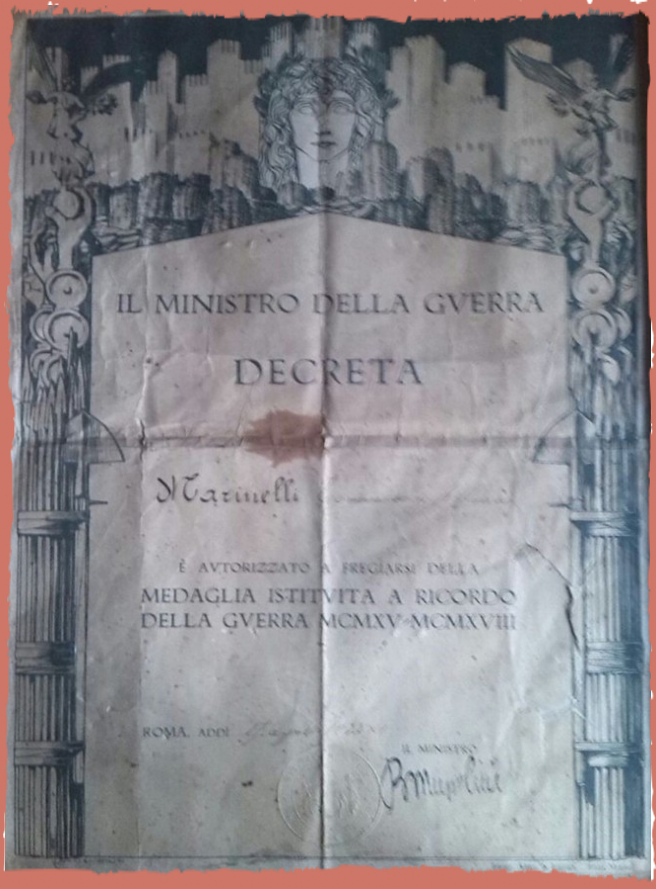 IL MINISTRO DELLA GVERRA
DECRETA
Marinelli
È AVTORIZZATO A FREGIARSI DELLA
MEDAGLIA ISTITVITA A RICORDO
DELLA GVERRA MCMXV-MCMXVIII
ROMA, ADDÌ
IL MINISTRO
B Mussolini